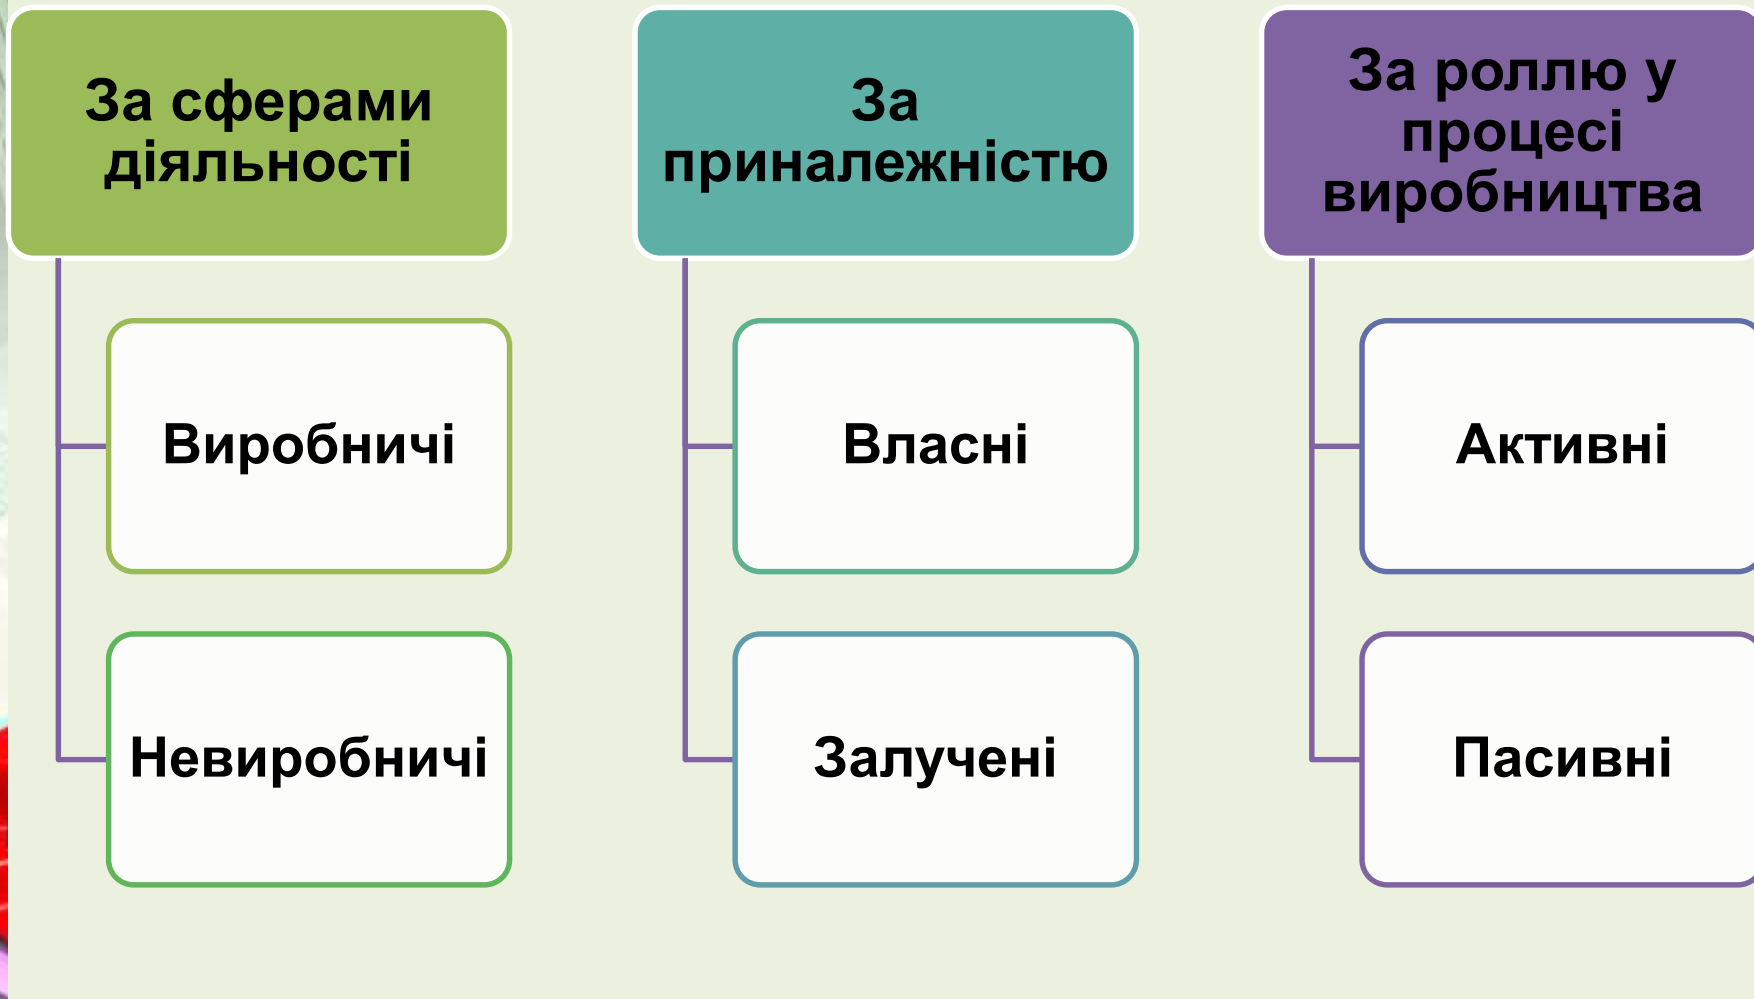 За сферами
діяльності
Виробничі
Невиробничі
За
приналежністю
Власні
Залучені
За роллю у
процесі
виробництва
Активні
Пасивні